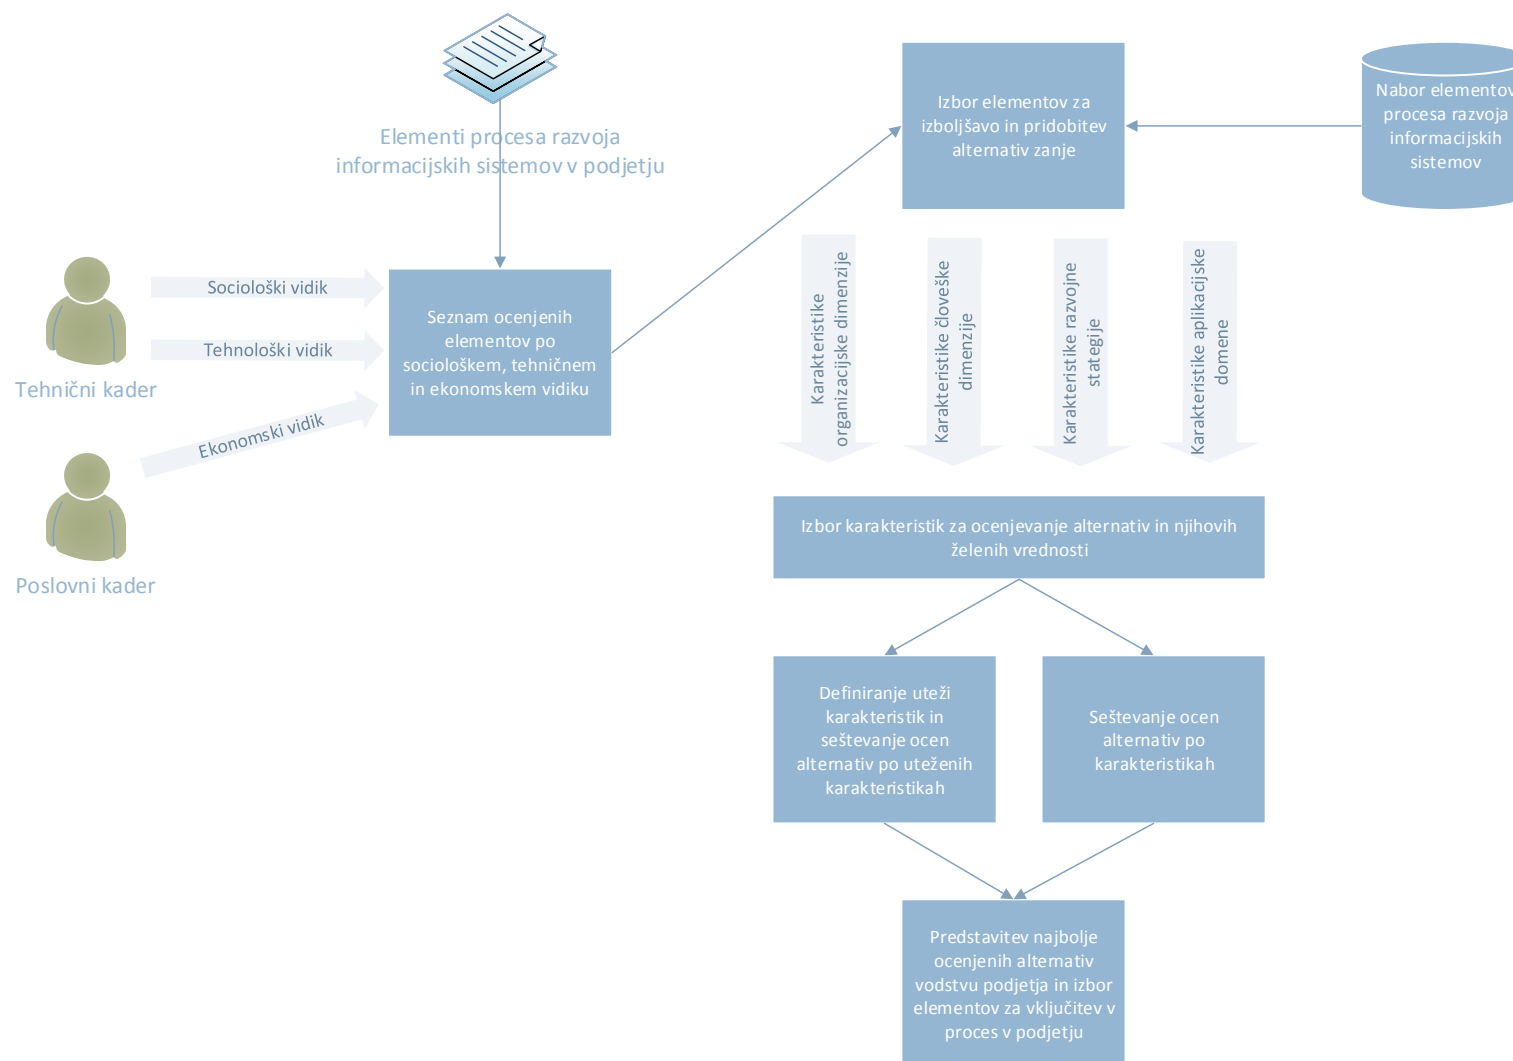 Elementi procesa razvoja
informacijskih sistemov v podjetju
Sociološki vidik
Tehnološki vidik
Tehnični kader
Ekonomski vidik
Poslovni kader
Seznam ocenjenih
elementov po
sociološkem, tehničnem
in ekonomskem vidiku
Izbor elementov za
izboljšavo in pridobitev
alternativ zanje
Nabor elementov
procesa razvoja
informacijskih
sistemov
Karakteristike
organizacijske dimenzije
Karakteristike človeške
dimenzije
Karakteristike razvojne
stategije
Karakteristike aplikacijske
domene
Izbor karakteristik za ocenjevanje alternativ in njihovih
želenih vrednosti
Definiranje uteži
karakteristik in
seštevanje ocen
alternativ po uteženih
karakteristikah
Seštevanje ocen
alternativ po
karakteristikah
Predstavitev najbolje
ocenjenih alternativ
vodstvu podjetja in izbor
elementov za vključitev v
proces v podjetju